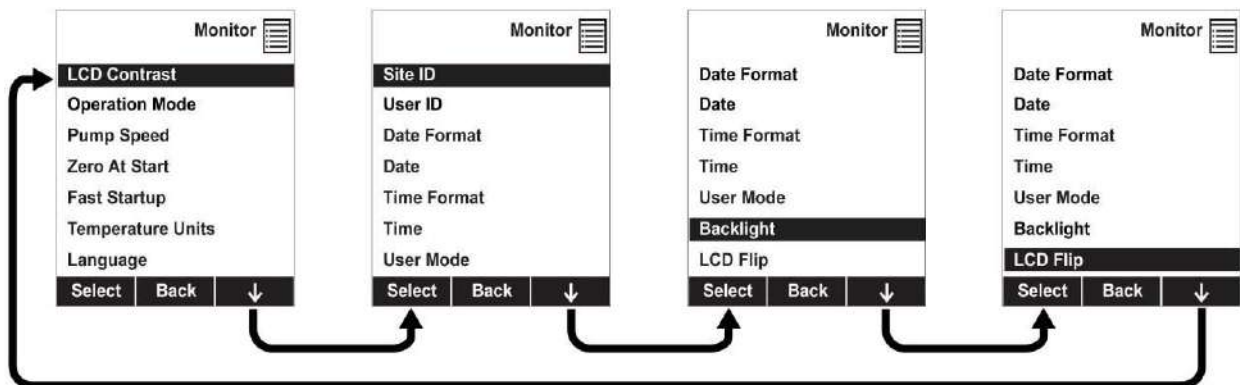 Monitor
LCD Contrast
Operation Mode
Pump Speed
Zero At Start
Fast Startup
Temperature Units
Language
Select Back ↓
Monitor
Site ID
User ID
Date Format
Date
Time Format
Time
User Mode
Select Back ↓
Monitor
Date Format
Date
Time Format
Time
User Mode
Backlight
LCD Flip
Select Back ↓
Monitor
Date Format
Date
Time Format
Time
User Mode
Backlight
LCD Flip
Select Back ↓